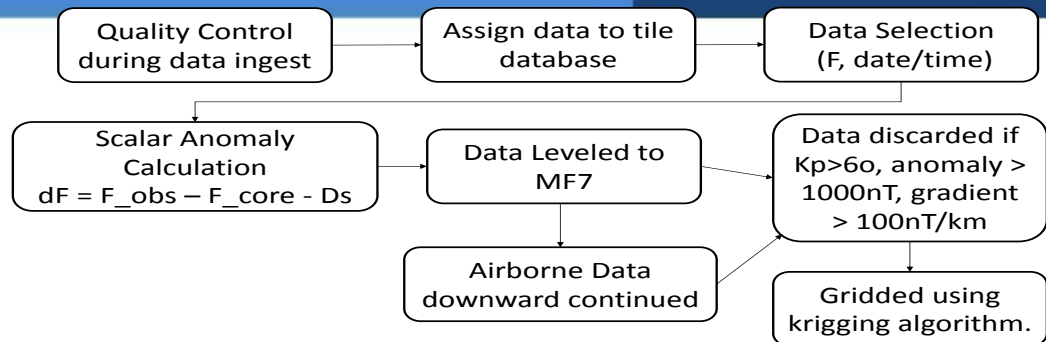 Quality Control
during data ingest
Assign data to tile
database
Data Selection
(F, date/time)
Scalar Anomaly
Calculation
dF = F_obs – F_core - Ds
Data Leveled to
MF7
Data discarded if
Kp>6o, anomaly >
1000nT, gradient
> 100nT/km
Airborne Data
downward continued
Gridded using
krigging algorithm.